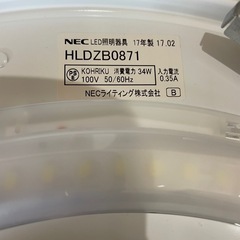 NEC LED照明器具 17年製 17.02
HLDZB0871
PS E KOHRIKU 消費電力 34W 入力電流
100V 50/60Hz 0.35A
NECライティング株式会社 B